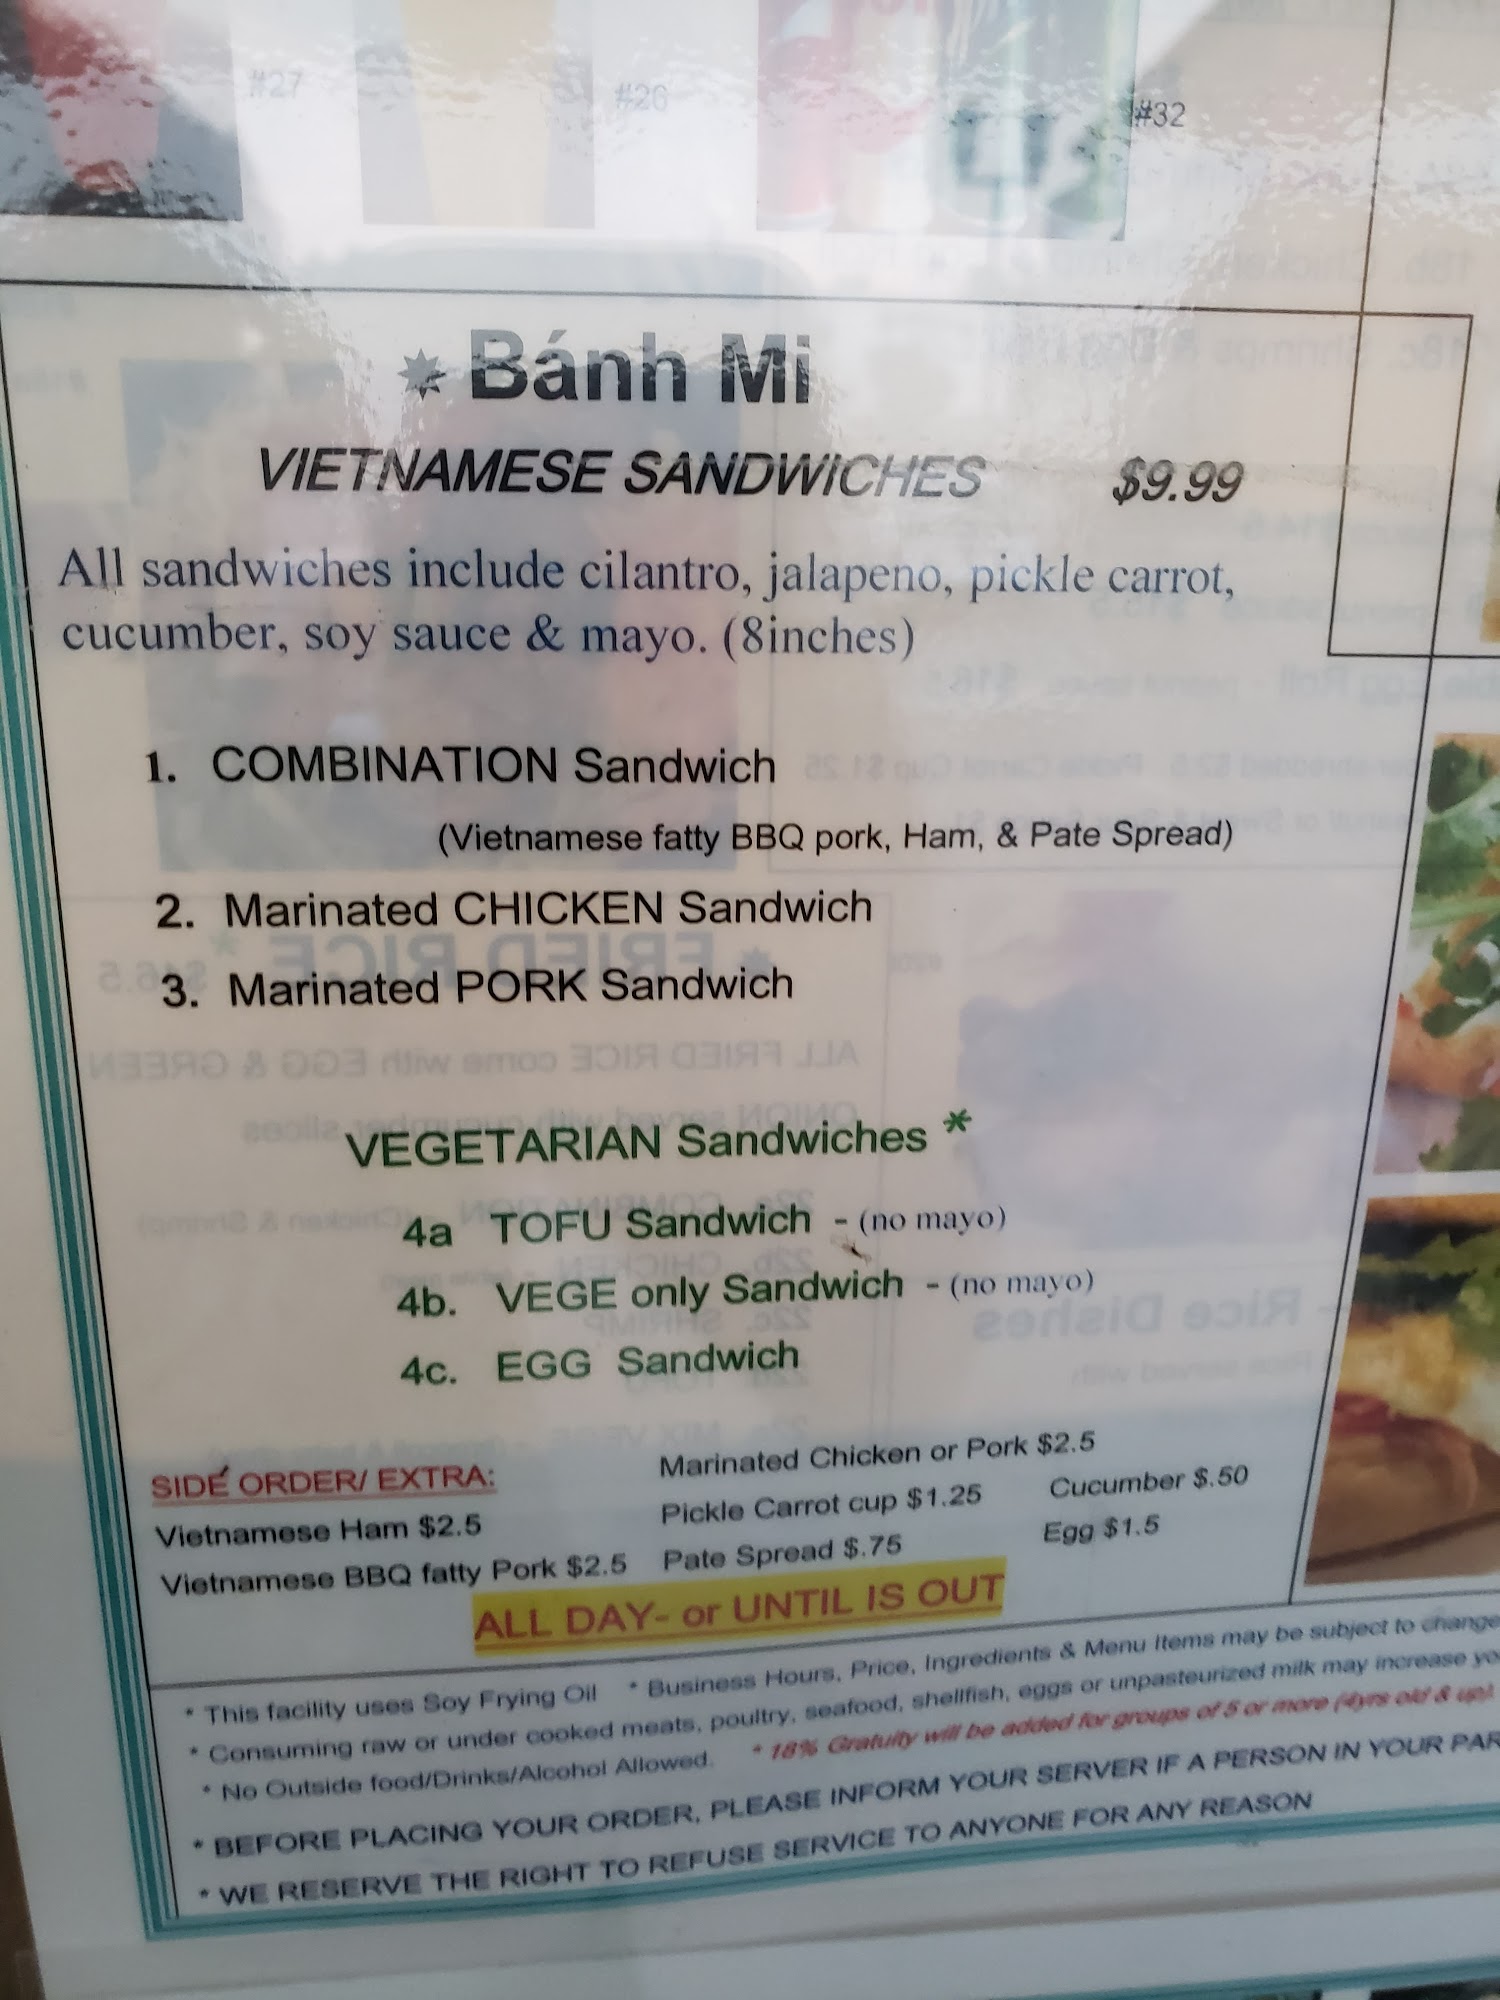 #27
#26
#32
Bánh Mi
VIETNAMESE SANDWICHES $9.99
All sandwiches include cilantro, jalapeno, pickle carrot,
cucumber, soy sauce & mayo. (8inches)
1. COMBINATION Sandwich
(Vietnamese fatty BBQ pork, Ham, & Pate Spread)
2. Marinated CHICKEN Sandwich
3. Marinated PORK Sandwich
VEGETARIAN Sandwiches *
4a TOFU Sandwich - (no mayo)
4b. VEGE only Sandwich - (no mayo)
4c. EGG Sandwich
SIDE ORDER/ EXTRA:
Marinated Chicken or Pork $2.5
Vietnamese Ham $2.5 Pickle Carrot cup $1.25 Cucumber $.50
Vietnamese BBQ fatty Pork $2.5 Pate Spread $.75 Egg $1.5
ALL DAY- or UNTIL IS OUT
* This facility uses Soy Frying Oil * Business Hours, Price, Ingredients & Menu Items may be subject to change
* Consuming raw or under cooked meats, poultry, seafood, shellfish, eggs or unpasteurized milk may increase yo
* No Outside food/Drinks/Alcohol Allowed. * 18% Gratuity will be added for groups of 5 or more (4yrs old & up).
* BEFORE PLACING YOUR ORDER, PLEASE INFORM YOUR SERVER IF A PERSON IN YOUR PAR
* WE RESERVE THE RIGHT TO REFUSE SERVICE TO ANYONE FOR ANY REASON